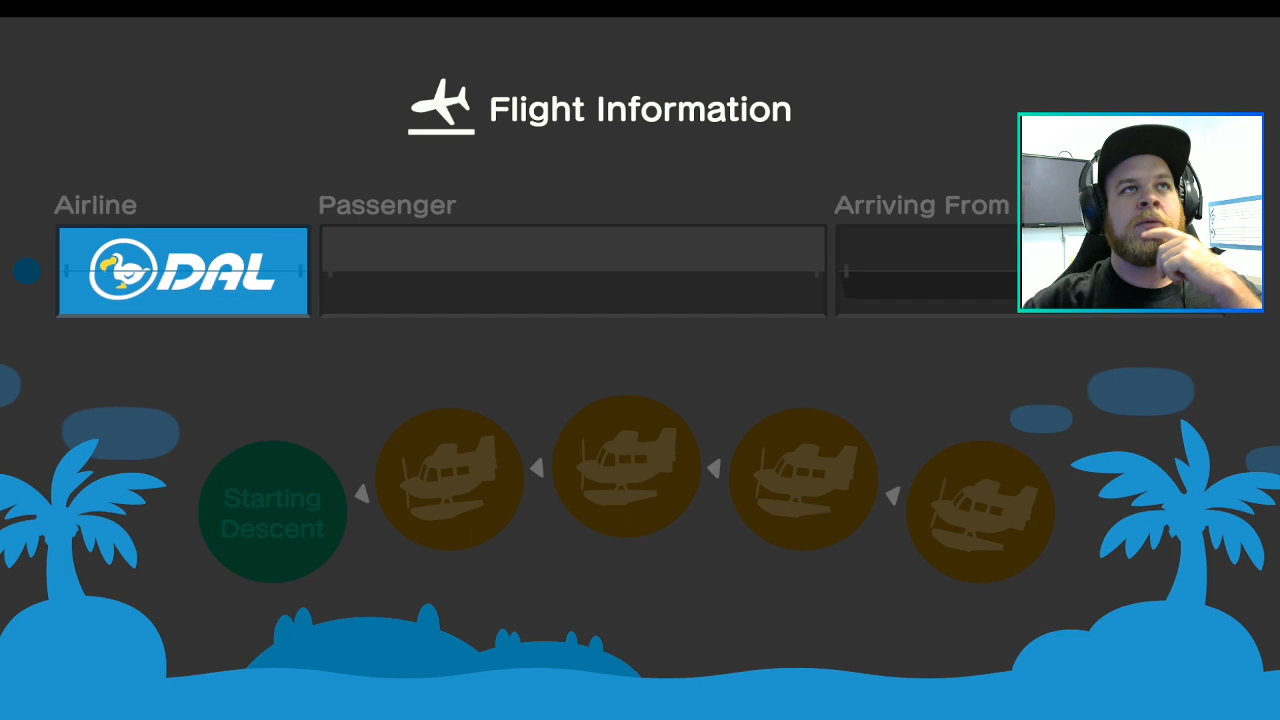 Flight Information
Airline
Passenger
Arriving From
DAL
Starting
Descent